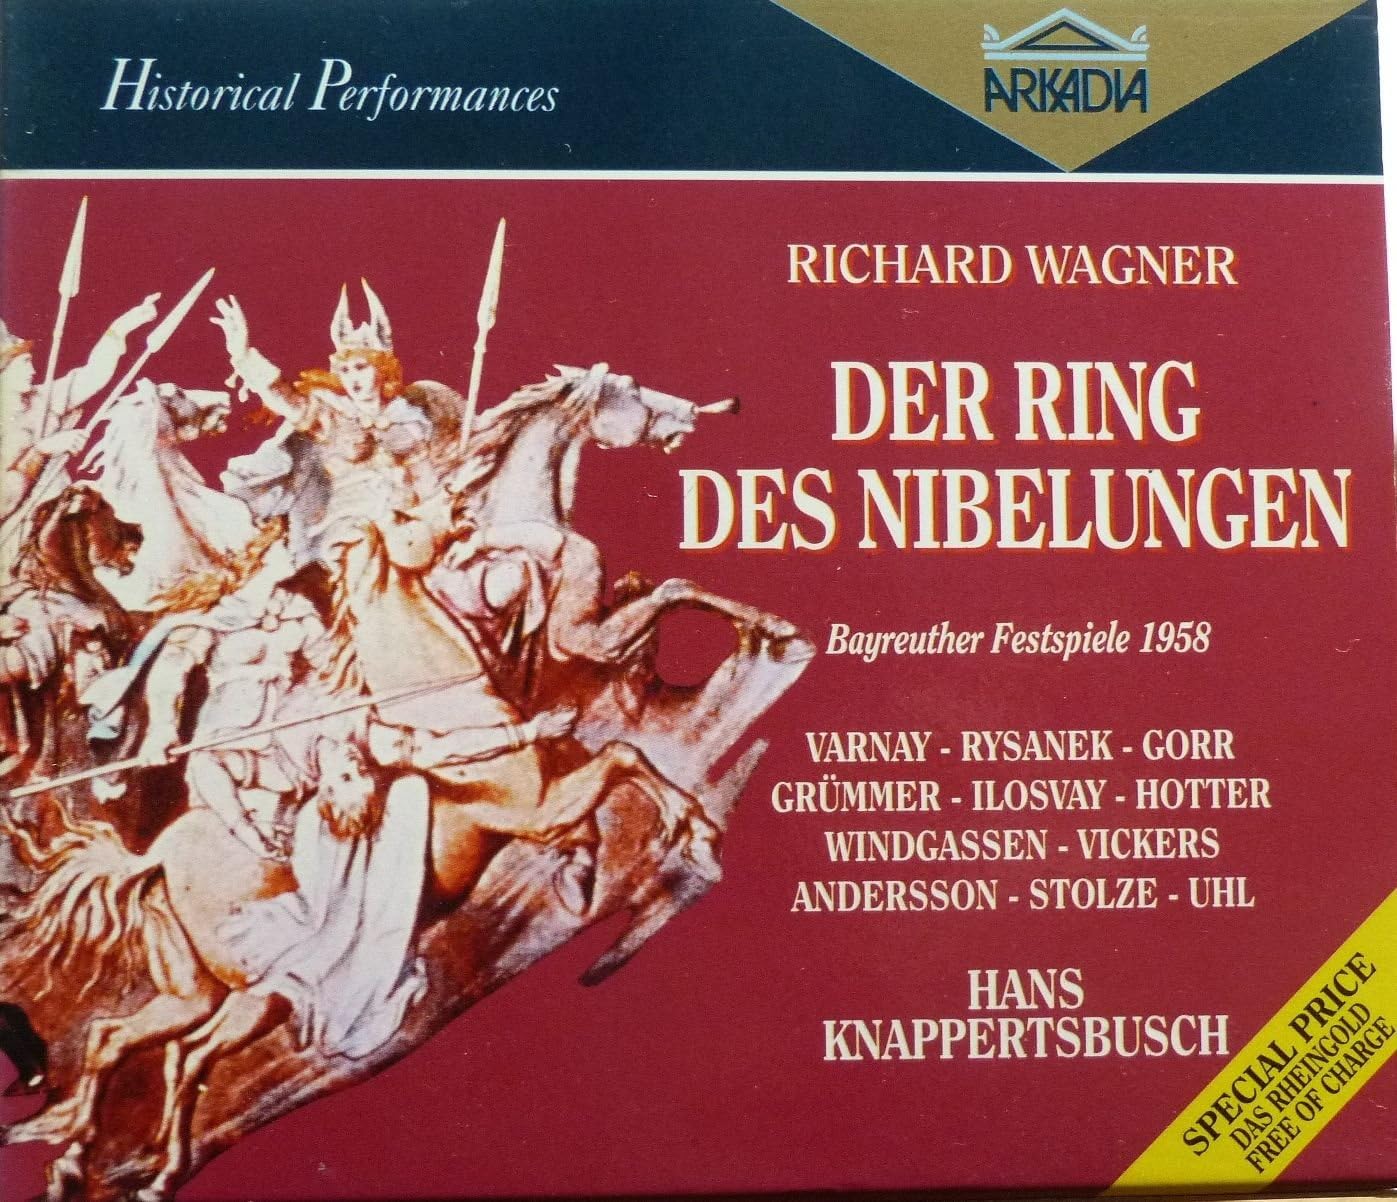 Historical Performances
ARKADIA
RICHARD WAGNER
DER RING
DES NIBELUNGEN
Bayreuther Festspiele 1958
VARNAY - RYSANEK - GORR
GRÜMMER - ILOSVAY - HOTTER
WINDGASSEN - VICKERS
ANDERSSON - STOLZE - UHL
HANS
KNAPPERTSBUSCH
SPECIAL PRICE
DAS RHEINGOLD
FREE OF CHARGE